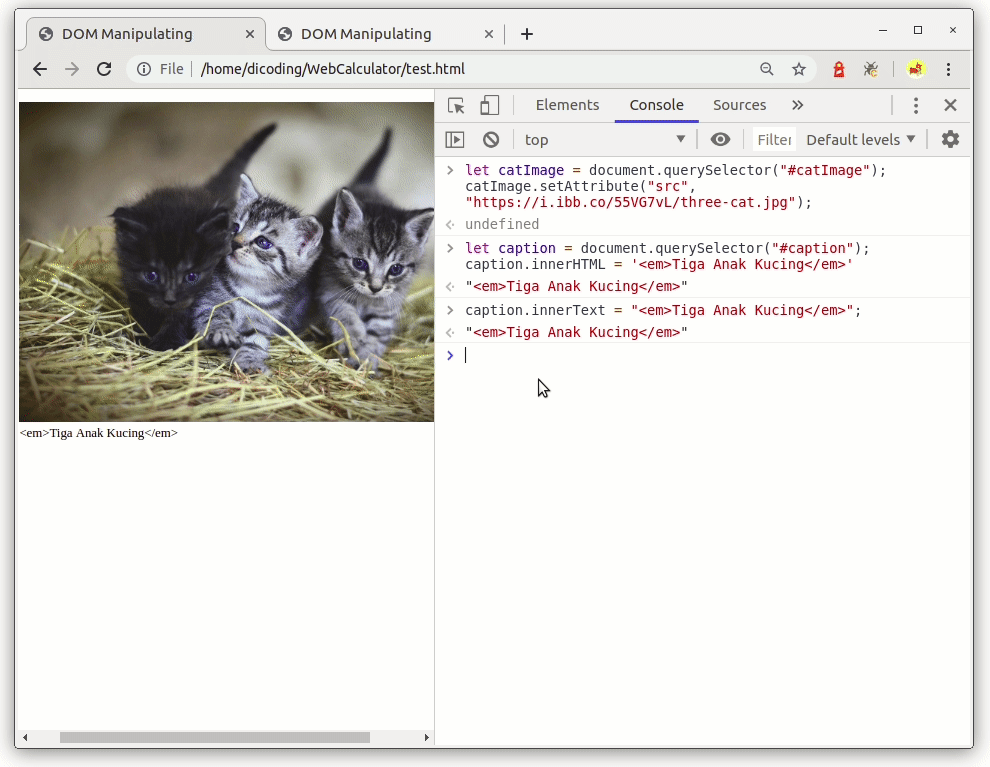 DOM Manipulating
DOM Manipulating
File
/home/dicoding/WebCalculator/test.html
Elements
Console
Sources
top
Filter
Default levels
let catImage = document.querySelector("#catImage");
catImage.setAttribute("src",
"https://i.ibb.co/55VG7vL/three-cat.jpg");
undefined
let caption = document.querySelector("#caption");
caption.innerHTML = '<em>Tiga Anak Kucing</em>'
"<em>Tiga Anak Kucing</em>"
caption.innerText = "<em>Tiga Anak Kucing</em>";
"<em>Tiga Anak Kucing</em>"
<em>Tiga Anak Kucing</em>